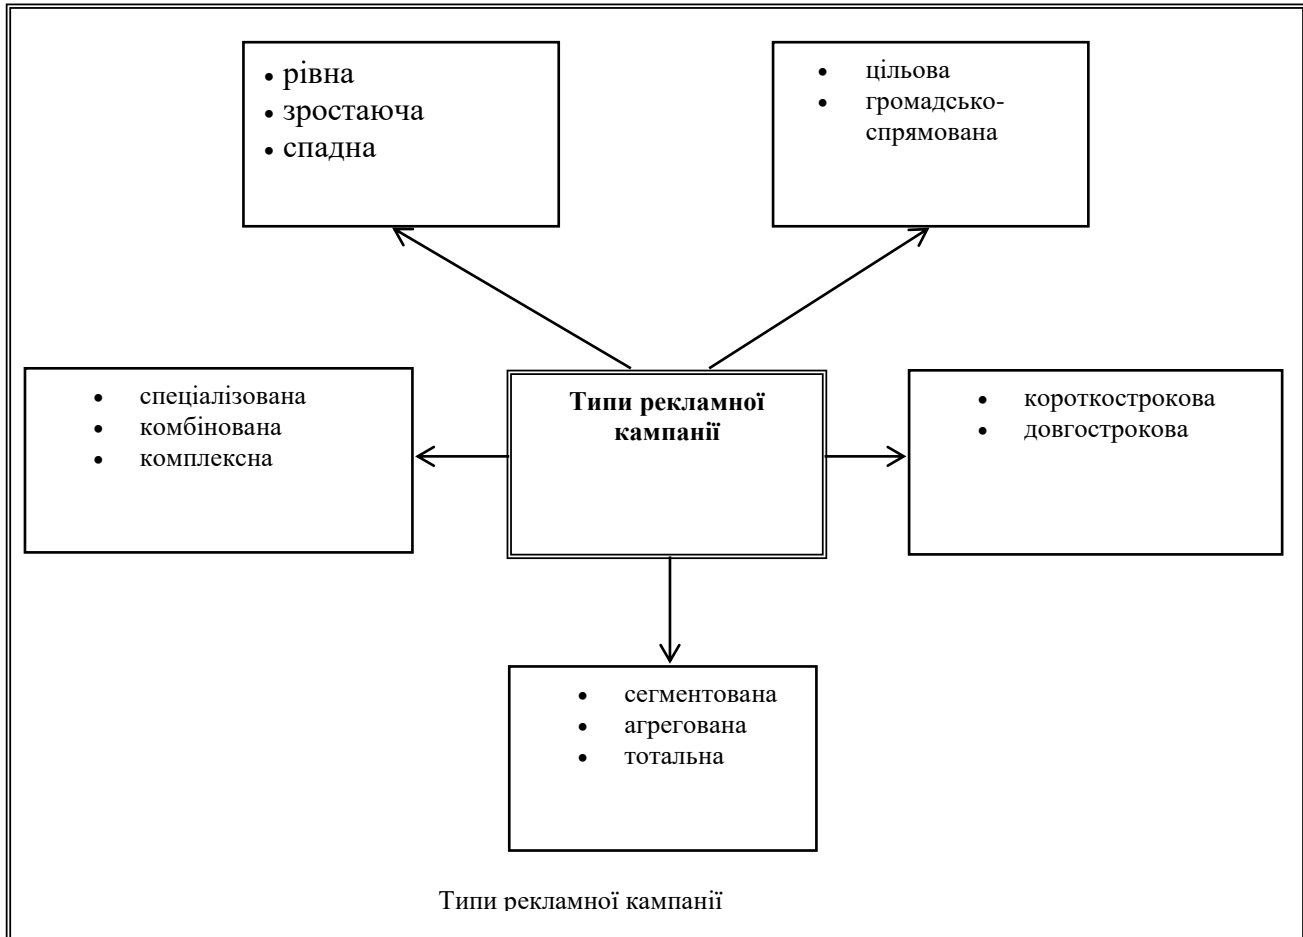 • рівна
• зростаюча
• спадна
• цільова
• громадсько-
спрямована
• спеціалізована
• комбінована
• комплексна
Типи рекламної
кампанії
• короткострокова
• довгострокова
• сегментована
• агрегована
• тотальна
Типи рекламної кампанії